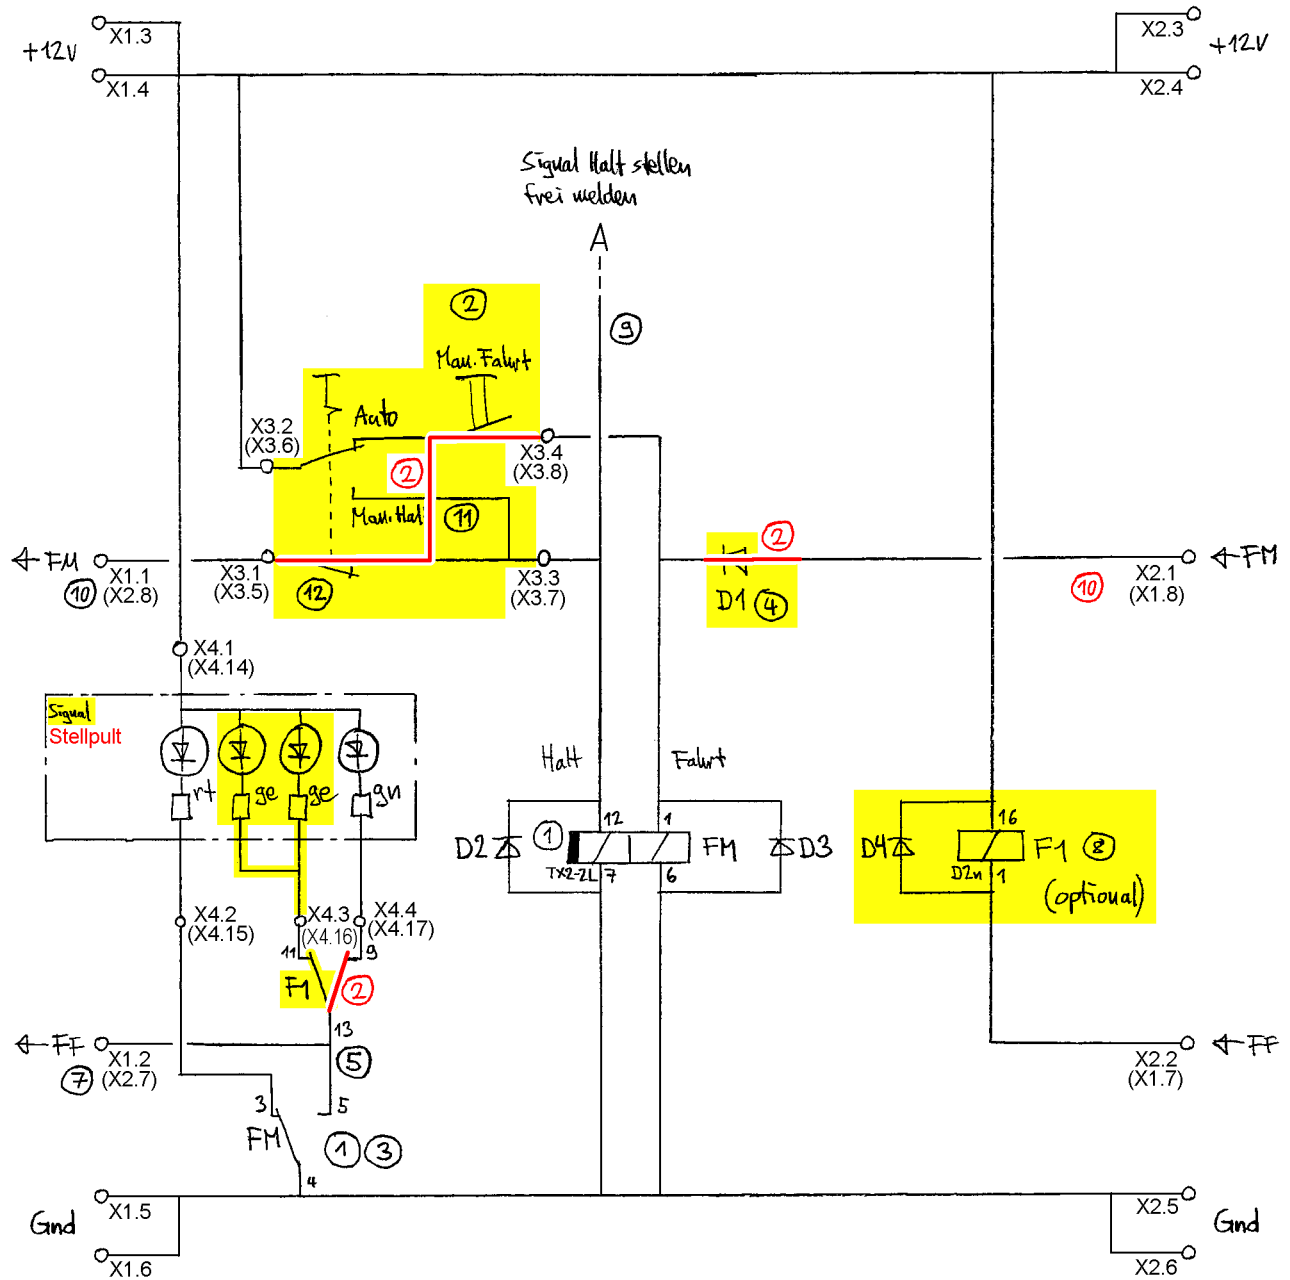 X1.3
X2.3
+12V
+12V
X1.4
X2.4
Signal Halt stellen
frei melden
A
2
9
Man. Fahrt
Auto
X3.2
(X3.6)
X3.4
(X3.8)
2
Man. Halt
11
2
FM
X1.1
(X2.8)
10
X3.1
(X3.5)
12
X3.3
(X3.7)
D1
4
10
X2.1
(X1.8)
FM
X4.1
(X4.14)
Signal
Stellpult
rt
ge
ge
gn
Halt
Fahrt
12
1
16
D2
1
FM
D3
D4
F1
8
TX2-2L
7
6
D2n
1
(optional)
X4.2
(X4.15)
X4.3
(X4.16)
X4.4
(X4.17)
11
9
F1
2
13
FF
X1.2
(X2.7)
7
5
X2.2
(X1.7)
FF
3
5
FM
1
3
4
Gnd
X1.5
X1.6
X2.5
X2.6
Gnd